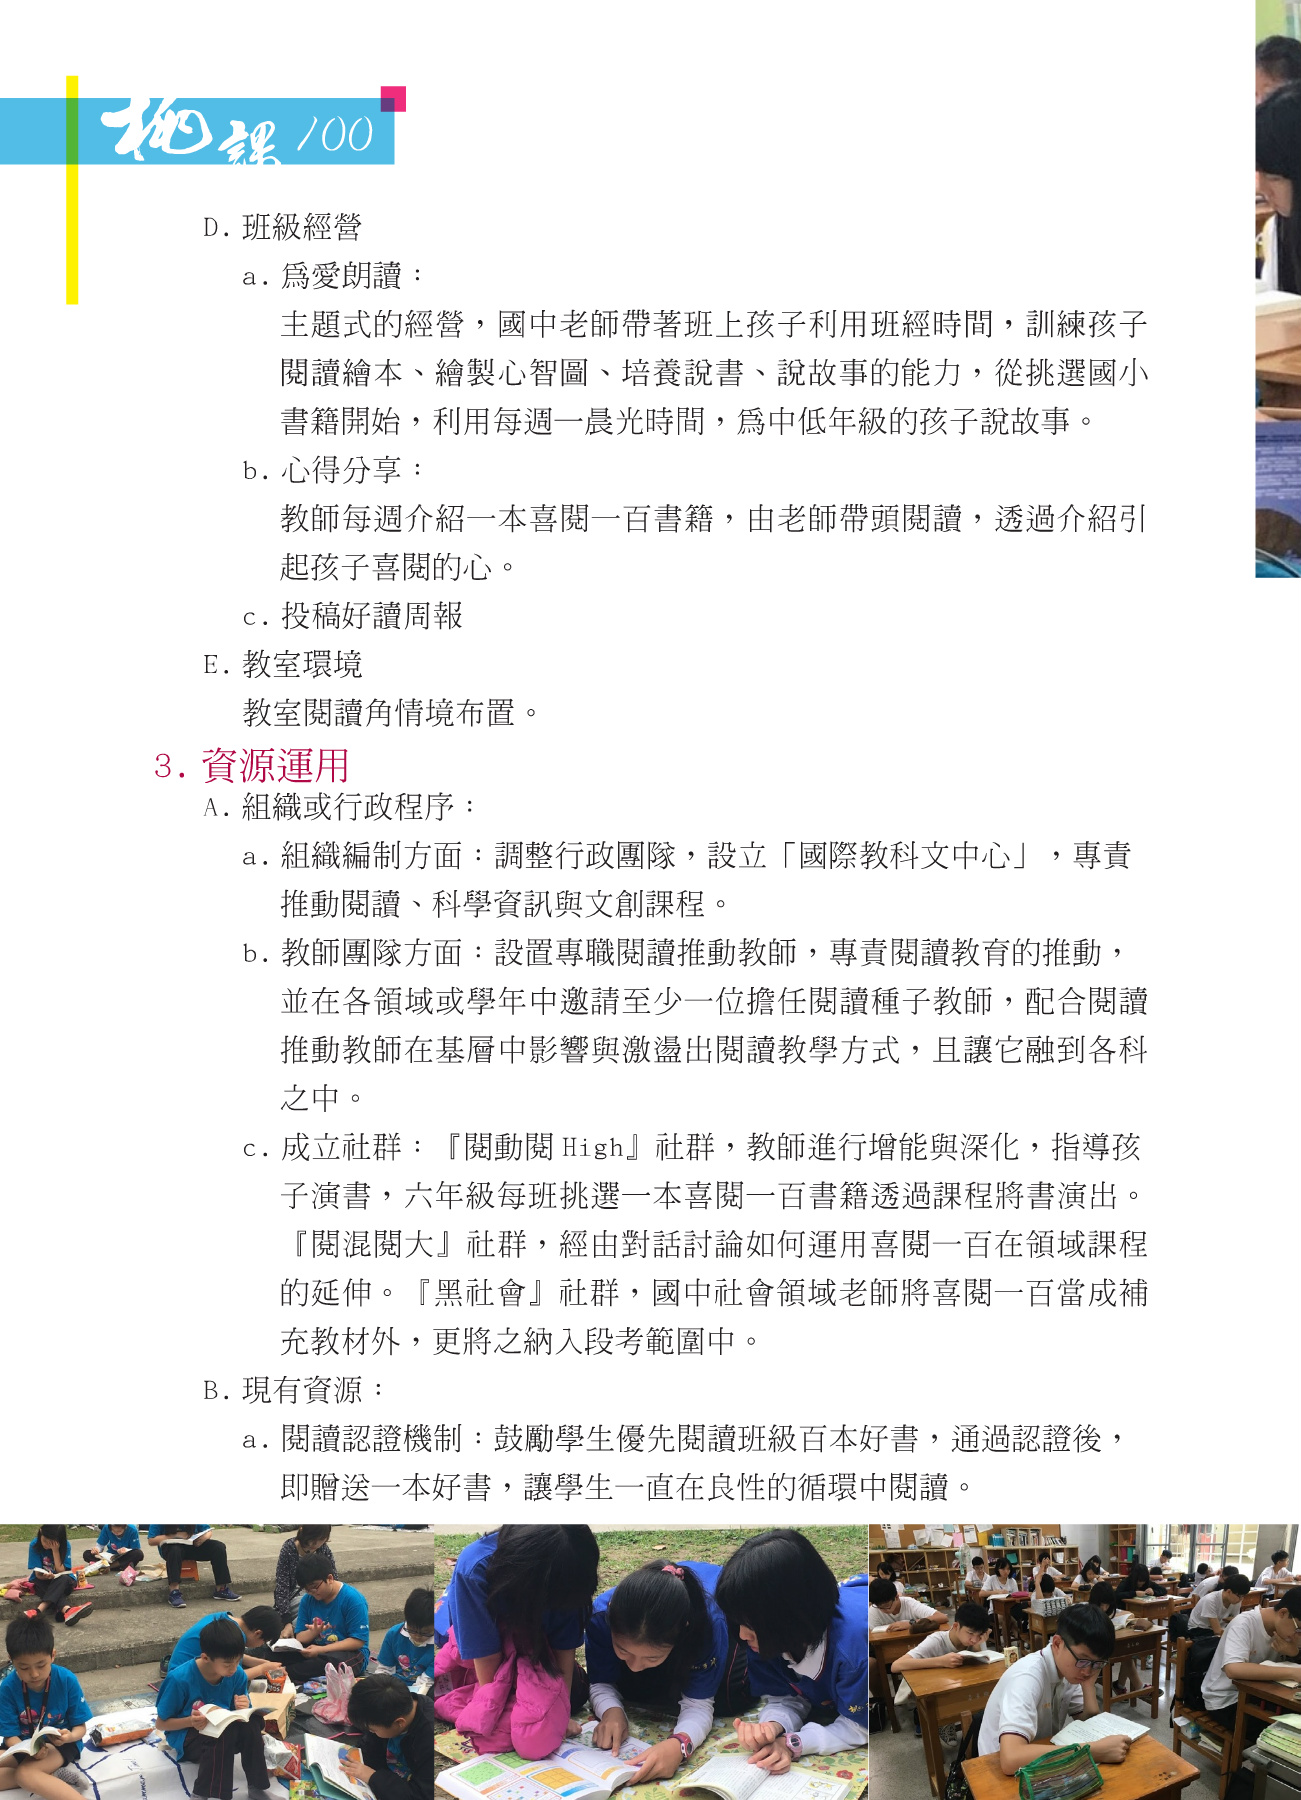 桃課100
D. 班級經營
a. 為愛朗讀：
主題式的經營，國中老師帶著班上孩子利用班經時間，訓練孩子
閱讀繪本、繪製心智圖、培養說書、說故事的能力，從挑選國小
書籍開始，利用每週一晨光時間，為中低年級的孩子說故事。
b. 心得分享：
教師每週介紹一本喜閱一百書籍，由老師帶頭閱讀，透過介紹引
起孩子喜閱的心。
c. 投稿好讀周報
E. 教室環境
教室閱讀角情境布置。
3. 資源運用
A. 組織或行政程序：
a. 組織編制方面：調整行政團隊，設立「國際教科文中心」，專責
推動閱讀、科學資訊與文創課程。
b. 教師團隊方面：設置專職閱讀推動教師，專責閱讀教育的推動，
並在各領域或學年中邀請至少一位擔任閱讀種子教師，配合閱讀
推動教師在基層中影響與激盪出閱讀教學方式，且讓它融到各科
之中。
c. 成立社群：『閱動閱 High』社群，教師進行增能與深化，指導孩
子演書，六年級每班挑選一本喜閱一百書籍透過課程將書演出。
『閱混閱大』社群，經由對話討論如何運用喜閱一百在領域課程
的延伸。『黑社會』社群，國中社會領域老師將喜閱一百當成補
充教材外，更將之納入段考範圍中。
B. 現有資源：
a. 閱讀認證機制：鼓勵學生優先閱讀班級百本好書，通過認證後，
即贈送一本好書，讓學生一直在良性的循環中閱讀。